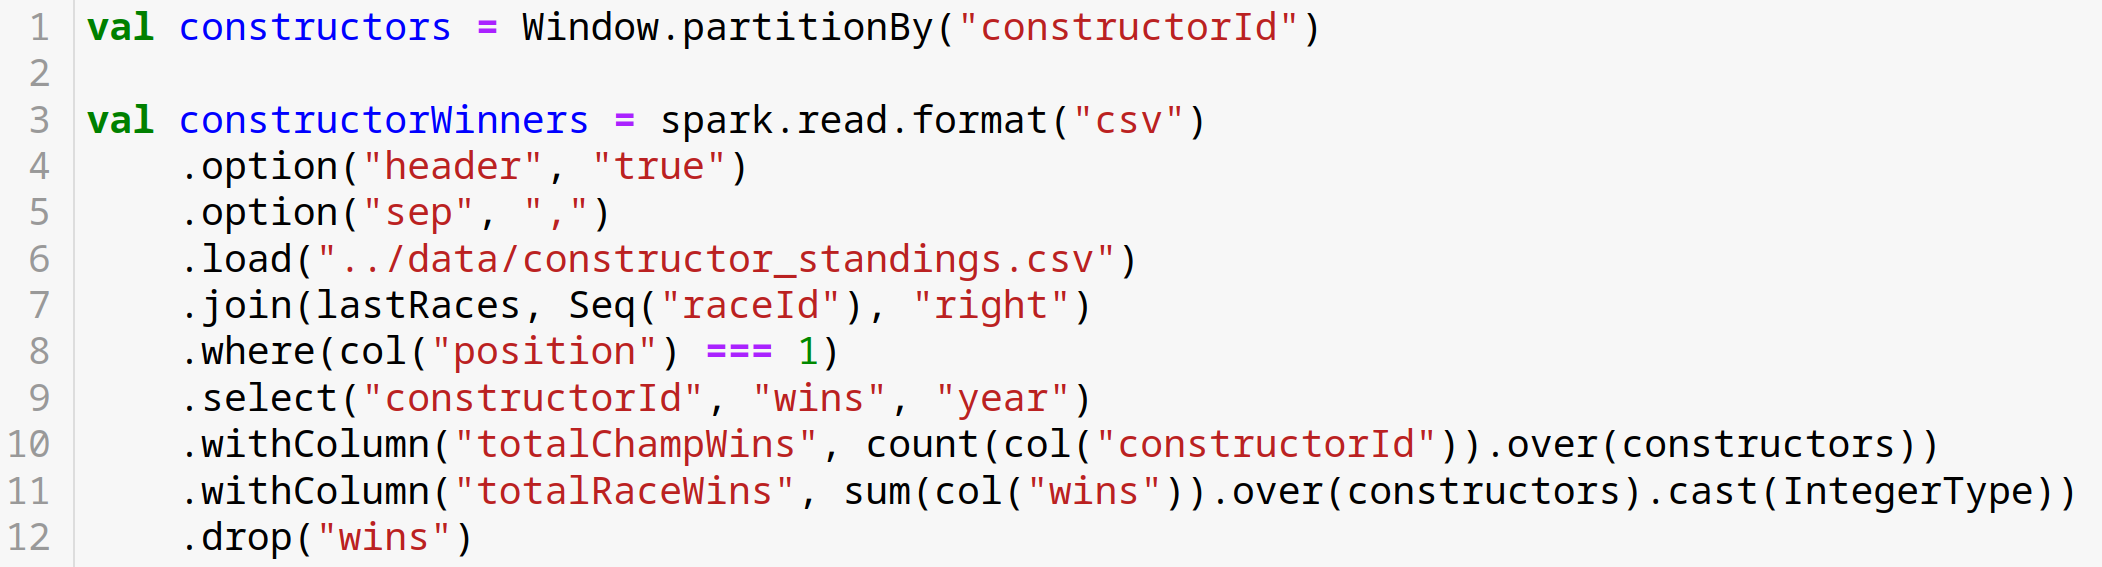 1 val constructors = Window.partitionBy("constructorId")
2
3 val constructorWinners = spark.read.format("csv")
4     .option("header", "true")
5     .option("sep", ",")
6     .load("../data/constructor_standings.csv")
7     .join(lastRaces, Seq("raceId"), "right")
8     .where(col("position") === 1)
9     .select("constructorId", "wins", "year")
10     .withColumn("totalChampWins", count(col("constructorId")).over(constructors))
11     .withColumn("totalRaceWins", sum(col("wins")).over(constructors).cast(IntegerType))
12     .drop("wins")